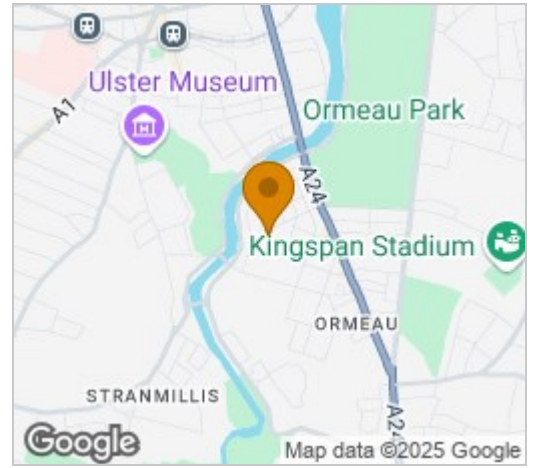 A1
Ulster Museum
Ormeau Park
A24
Kingspan Stadium
ORMEAU
STRANMILLIS
A24
Google
Map data ©2025 Google